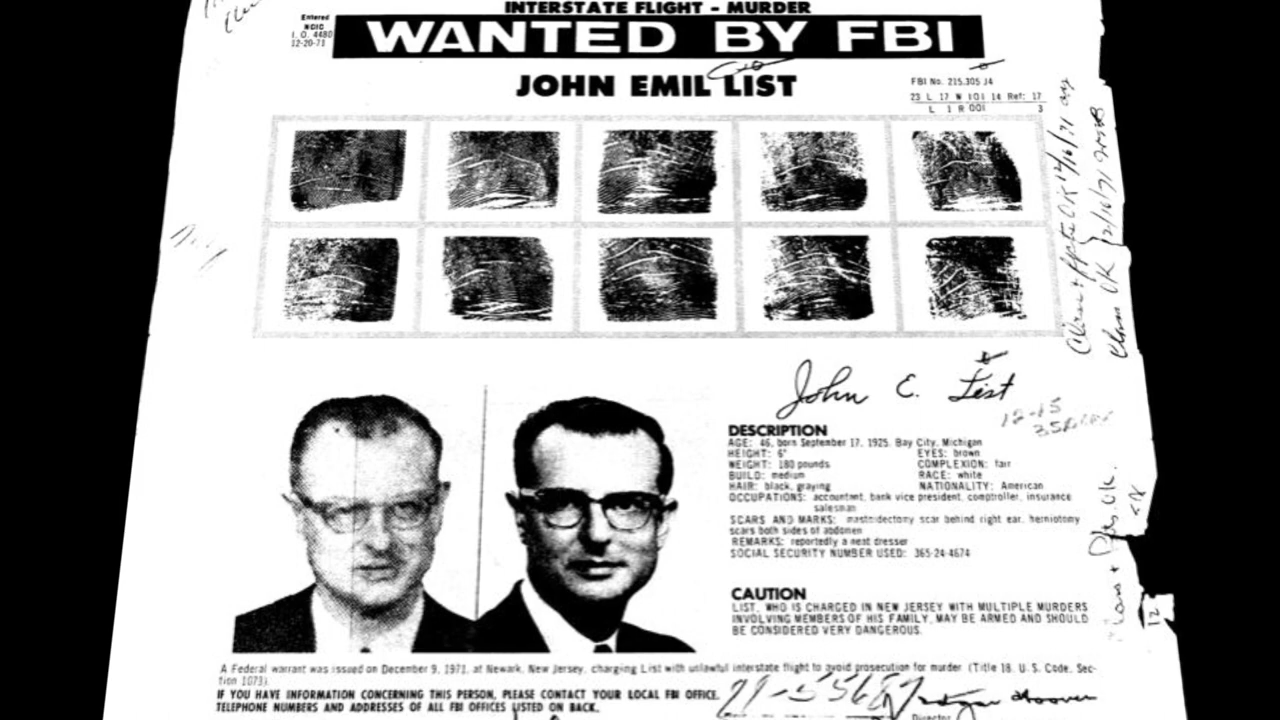 INTERSTATE FLIGHT - MURDER
Entered
NCIC
I. O. 4480
12-20-71
WANTED BY FBI
JOHN EMIL LIST
FBI No. 215,305 J4
23 L 17 W 101 14 Ref: 17
L 1 R 001 3
John E. List
12-15
DESCRIPTION
AGE: 46, born September 17, 1925, Bay City, Michigan
HEIGHT: 6' EYES: brown
WEIGHT: 180 pounds COMPLEXION: fair
BUILD: medium RACE: white
HAIR: black, graying NATIONALITY: American
OCCUPATIONS: accountant, bank vice president, comptroller, insurance
salesman
SCARS AND MARKS: mastoidectomy scar behind right ear, herniotomy
scars both sides of abdomen
REMARKS: reportedly a neat dresser
SOCIAL SECURITY NUMBER USED: 365-24-4674
CAUTION
LIST, WHO IS CHARGED IN NEW JERSEY WITH MULTIPLE MURDERS
INVOLVING MEMBERS OF HIS FAMILY, MAY BE ARMED AND SHOULD
BE CONSIDERED VERY DANGEROUS.
A Federal warrant was issued on December 9, 1971, at Newark, New Jersey, charging List with unlawful interstate flight to avoid prosecution for murder (Title 18, U. S. Code, Sec-
tion 1073).
IF YOU HAVE INFORMATION CONCERNING THIS PERSON, PLEASE CONTACT YOUR LOCAL FBI OFFICE.
TELEPHONE NUMBERS AND ADDRESSES OF ALL FBI OFFICES LISTED ON BACK.
Hoover
Director
12